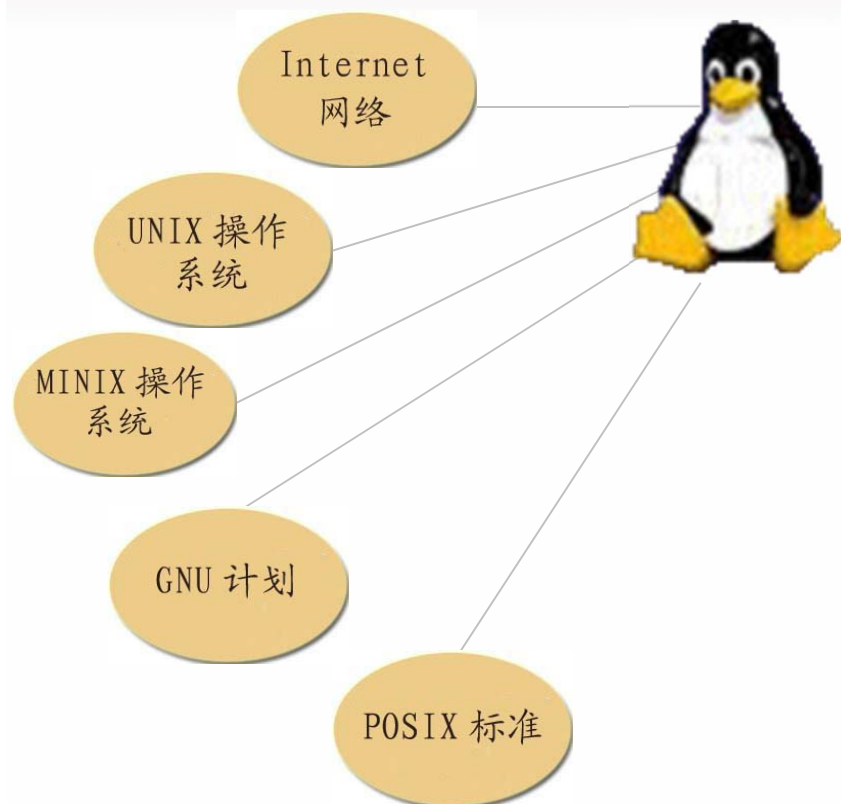 Internet
网络
UNIX 操作
系统
MINIX 操作
系统
GNU 计划
POSIX 标准